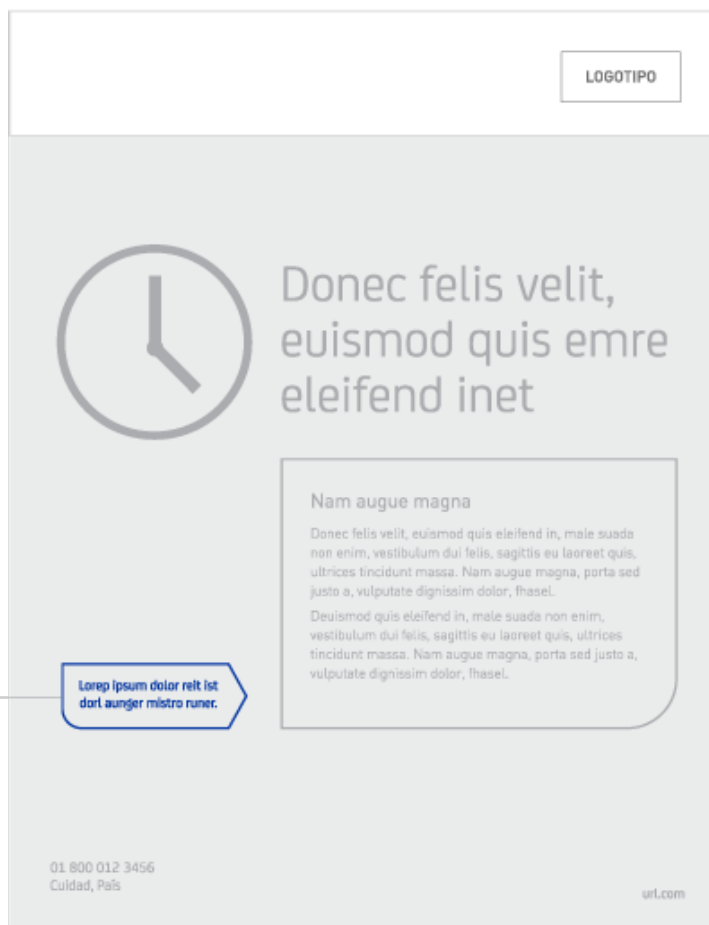 LOGOTIPO
Donec felis velit,
euismod quis emre
eleifend inet
Nam augue magna
Donec felis velit, euismod quis eleifend in, male suada
non enim, vestibulum dui felis, sagittis eu laoreet quis,
ultrices tincidunt massa. Nam augue magna, porta sed
justo a, vulputate dignissim dolor, fhasel.
Deuismod quis eleifend in, male suada non enim,
vestibulum dui felis, sagittis eu laoreet quis, ultrices
tincidunt massa. Nam augue magna, porta sed justo a,
vulputate dignissim dolor, fhasel.
Lorep ipsum dolor relt ist
dorl aunger mistro runer.
01 800 012 3456
Cuidad, País
url.com